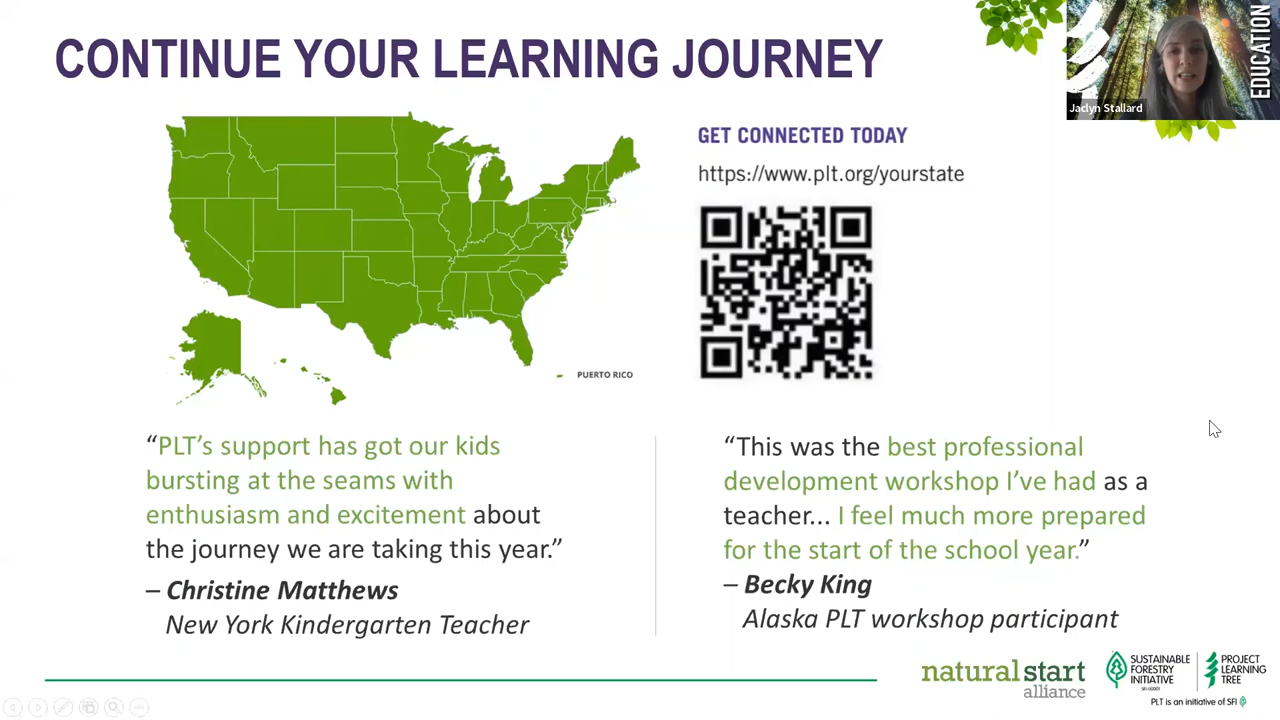 CONTINUE YOUR LEARNING JOURNEY
EDUCATION
Jaclyn Stallard
GET CONNECTED TODAY
https://www.plt.org/yourstate
PUERTO RICO
“PLT’s support has got our kids
bursting at the seams with
enthusiasm and excitement about
the journey we are taking this year.”
– Christine Matthews
New York Kindergarten Teacher
“This was the best professional
development workshop I’ve had as a
teacher... I feel much more prepared
for the start of the school year.”
– Becky King
Alaska PLT workshop participant
natural start
alliance
SUSTAINABLE
FORESTRY
INITIATIVE
SFI-00001
PROJECT
LEARNING
TREE
PLT is an initiative of SFI